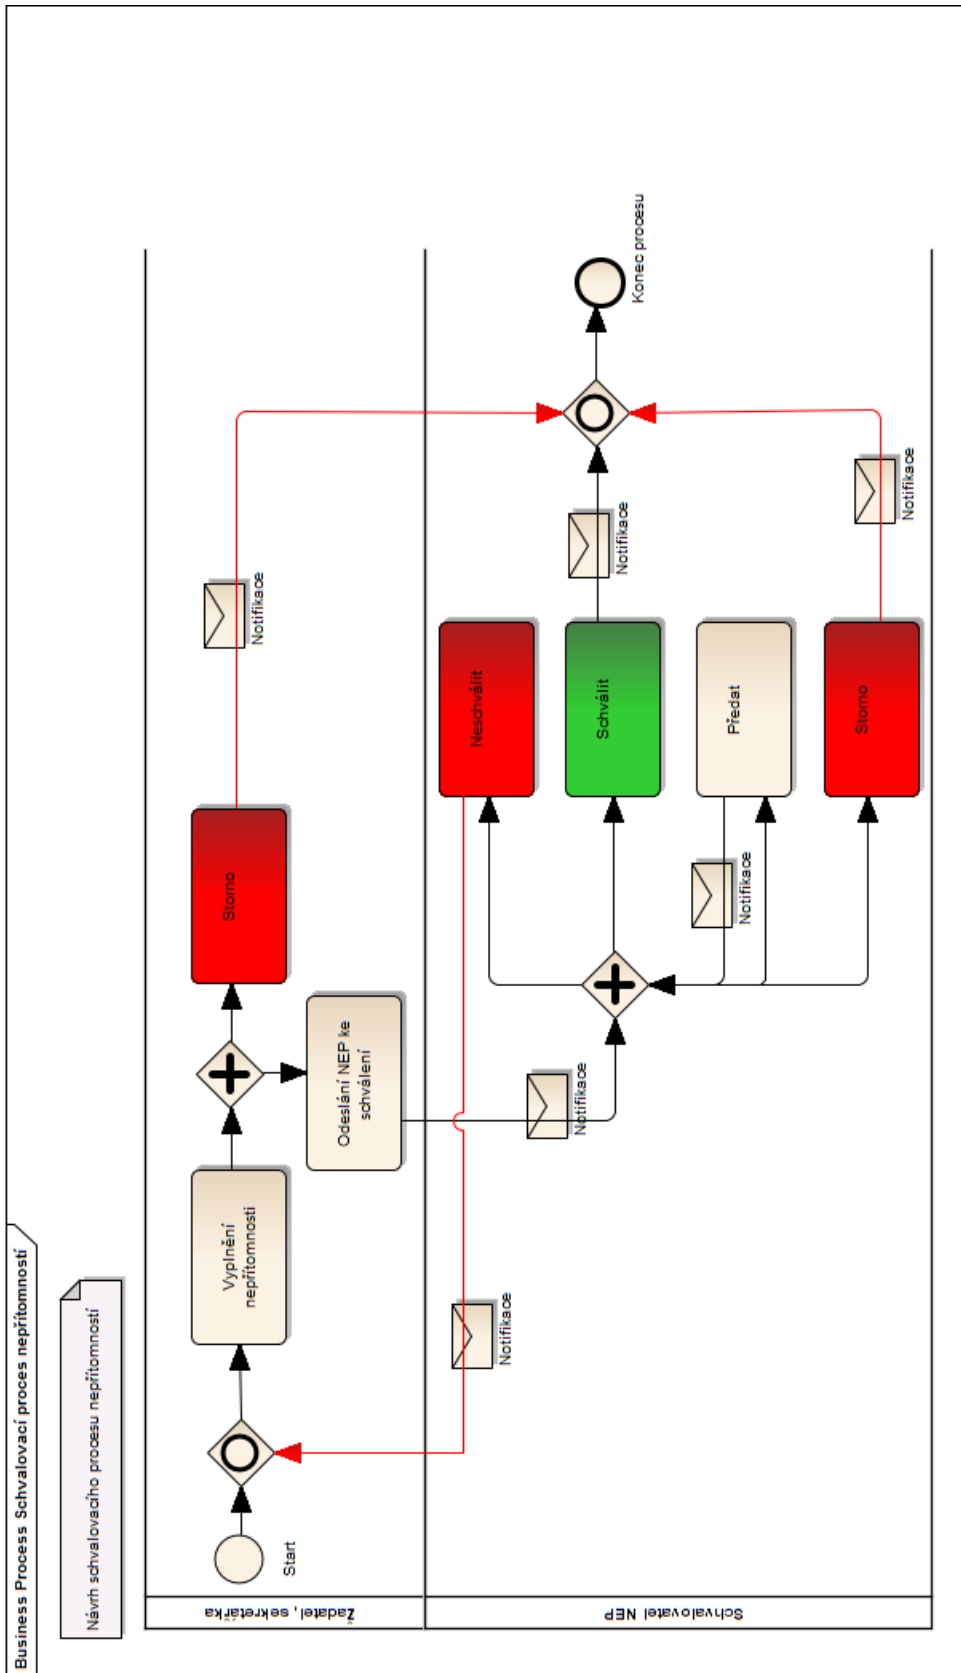 Business Process Schvalovací proces nepřítomností
Návrh schvalovacího procesu nepřítomností
Žadatel, sekretářka
Start
Vyplnění
nepřítomnosti
Odeslání NEP ke
schválení
Storno
Notifikace
Schvalovatel NEP
Notifikace
Notifikace
Neschválit
Schválit
Předat
Storno
Notifikace
Notifikace
Notifikace
Konec procesu